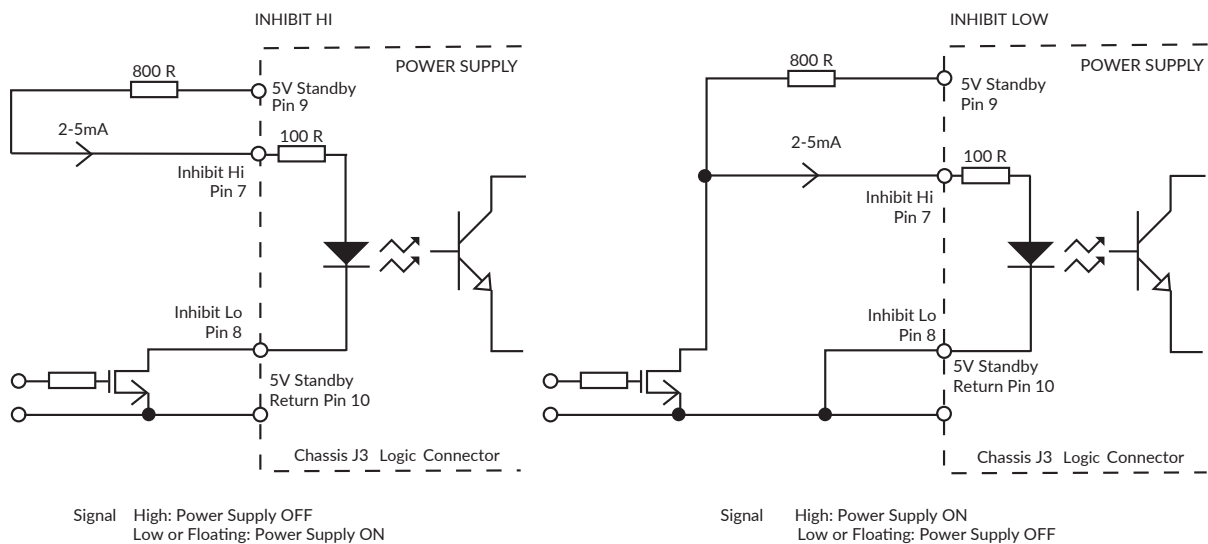 INHIBIT HI
POWER SUPPLY
800 R
5V Standby
Pin 9
2-5mA
100 R
Inhibit Hi
Pin 7
Inhibit Lo
Pin 8
5V Standby
Return Pin 10
Chassis J3 Logic Connector
Signal High: Power Supply OFF
Low or Floating: Power Supply ON
INHIBIT LOW
POWER SUPPLY
800 R
5V Standby
Pin 9
2-5mA
100 R
Inhibit Hi
Pin 7
Inhibit Lo
Pin 8
5V Standby
Return Pin 10
Chassis J3 Logic Connector
Signal High: Power Supply ON
Low or Floating: Power Supply OFF